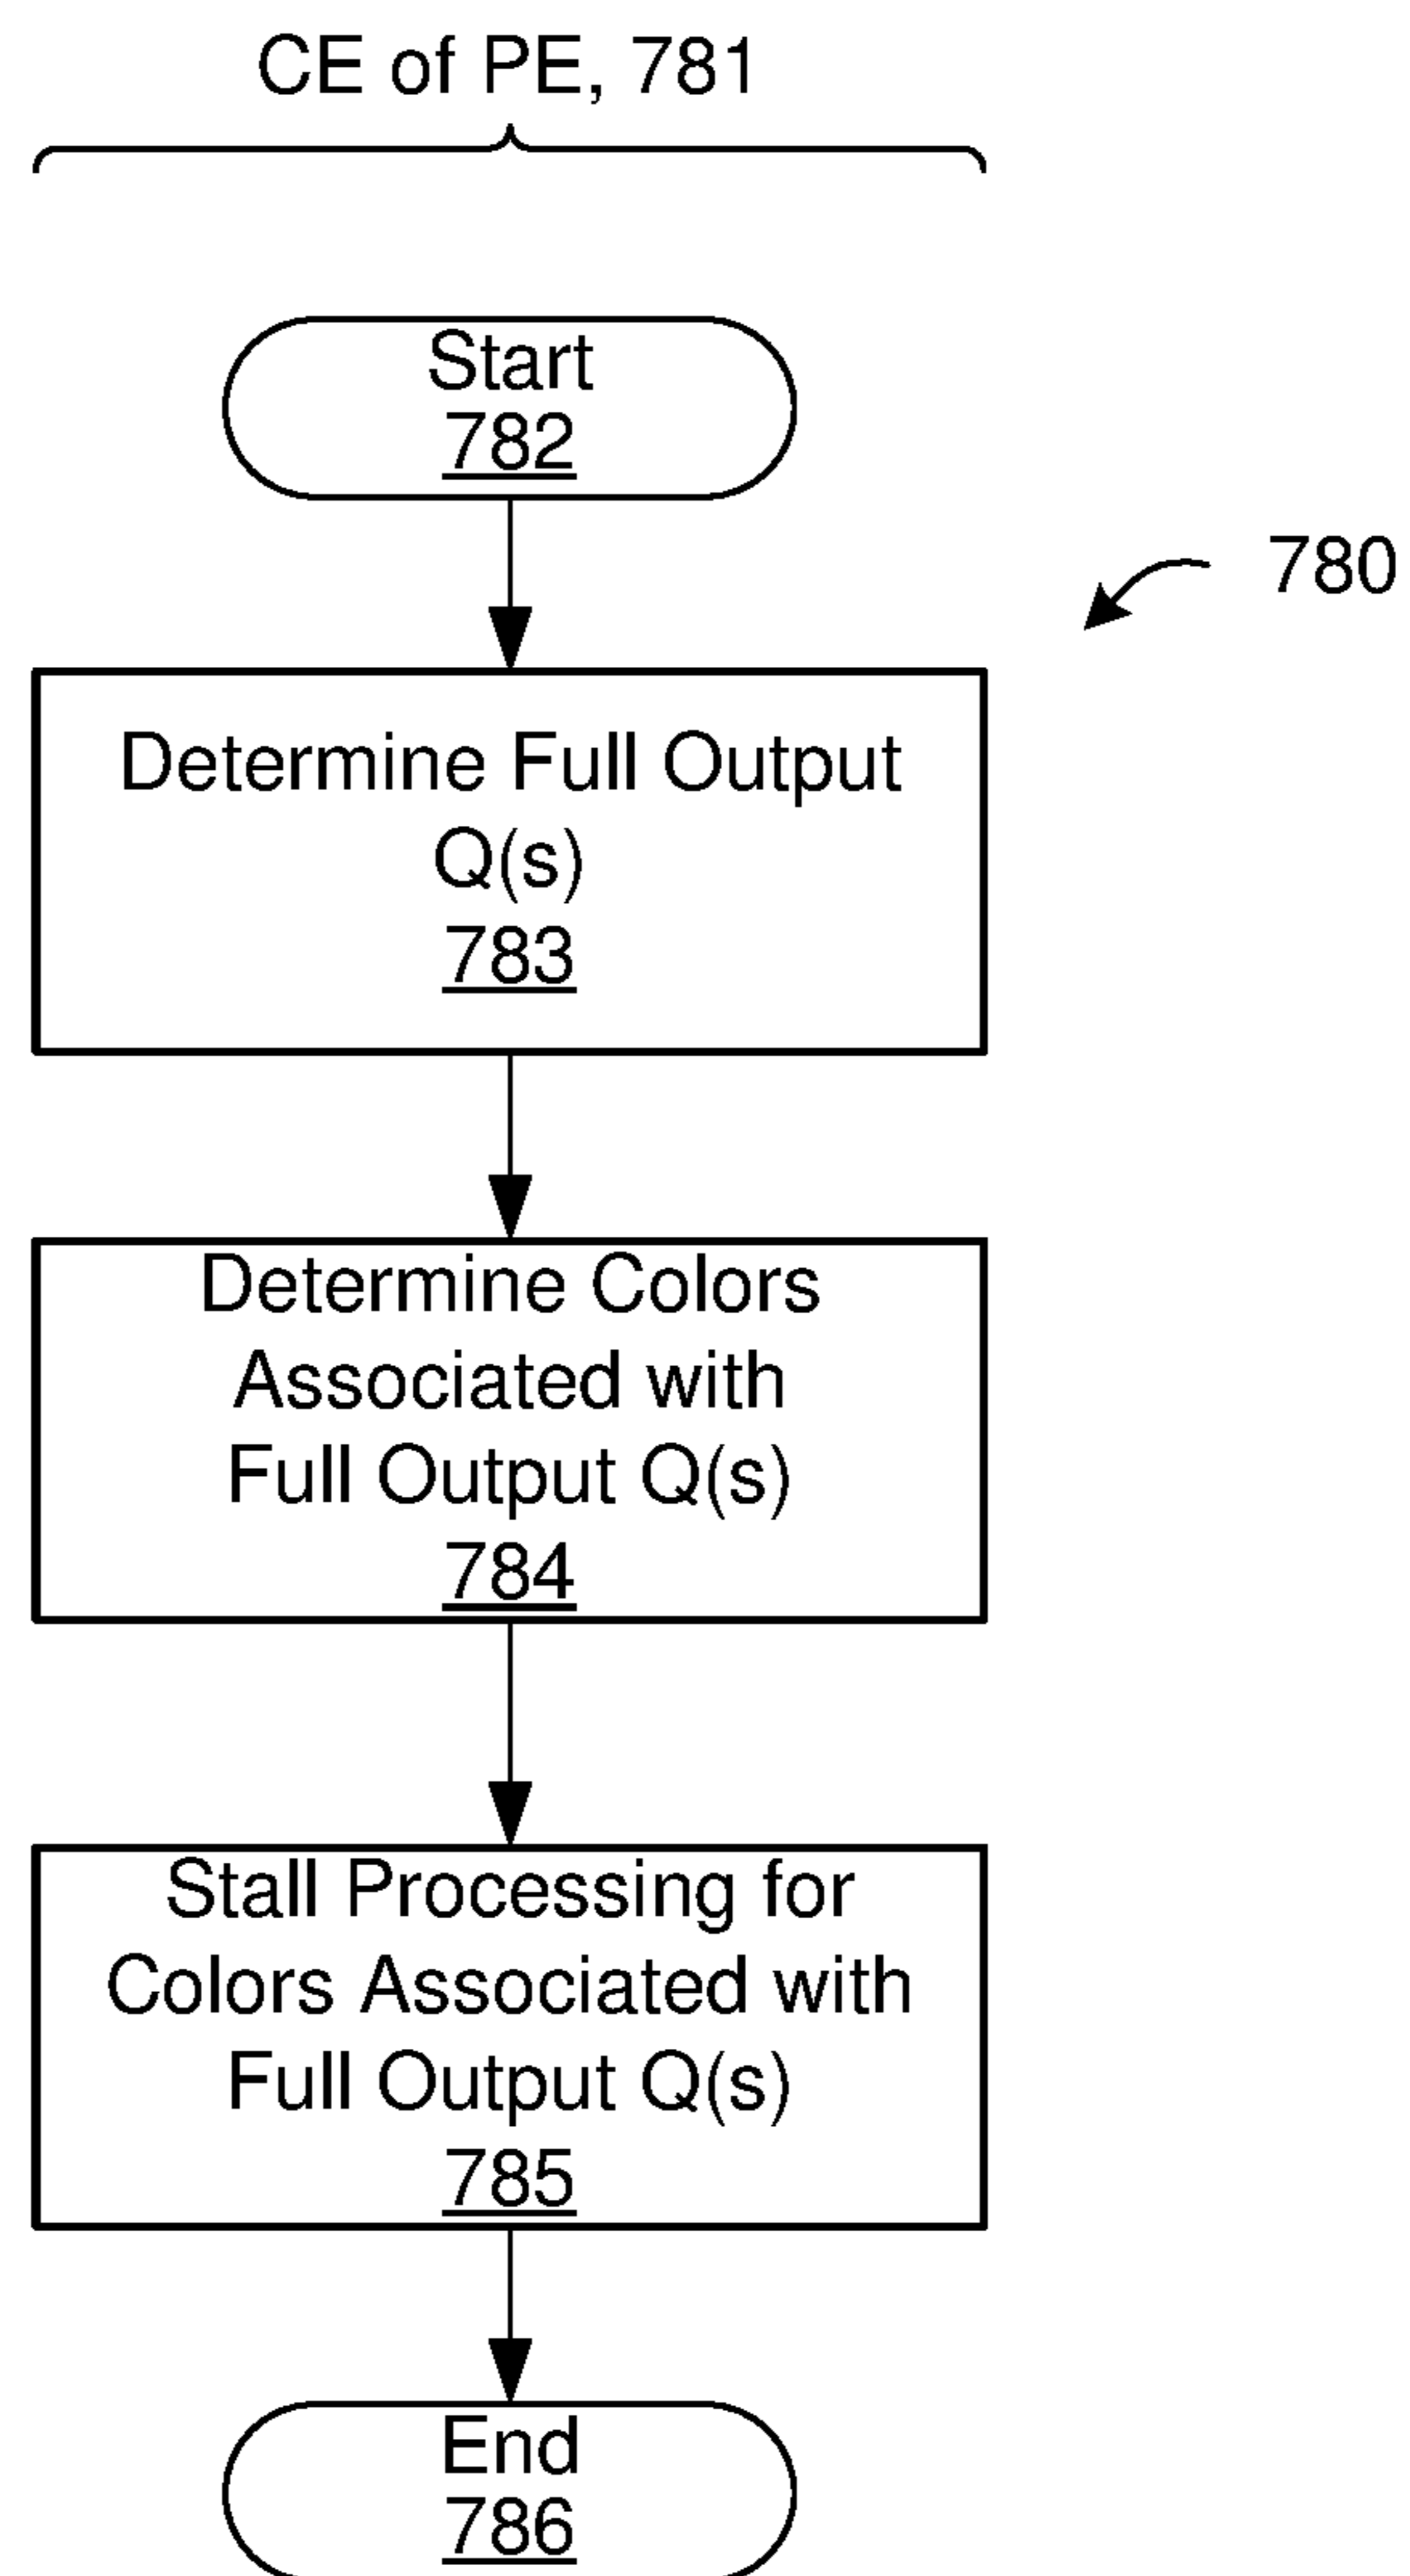 CE of PE, 781
Start
782
780
Determine Full Output
Q(s)
783
Determine Colors
Associated with
Full Output Q(s)
784
Stall Processing for
Colors Associated with
Full Output Q(s)
785
End
786